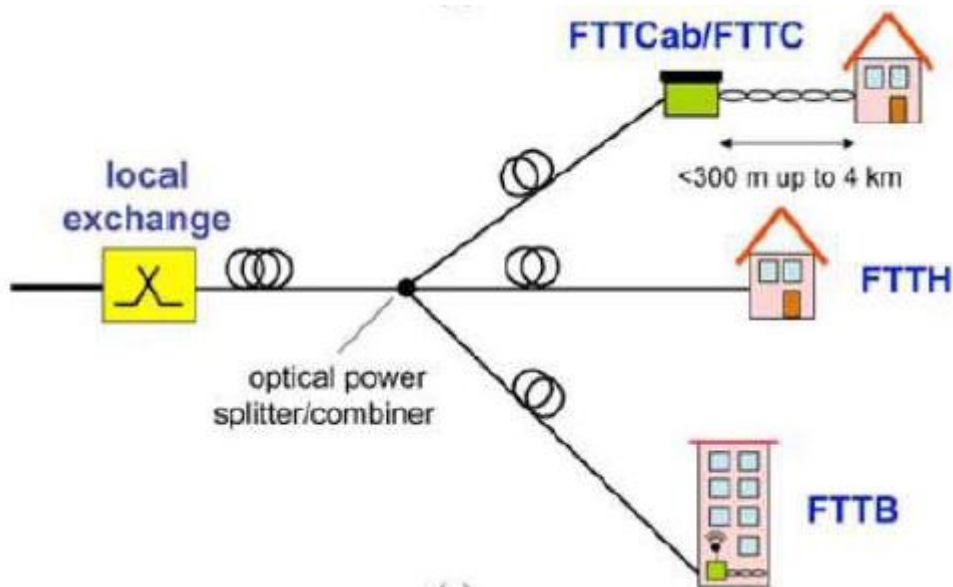 FTTCab/FTTC
<300 m up to 4 km
local
exchange
FTTH
optical power
splitter/combiner
FTTB